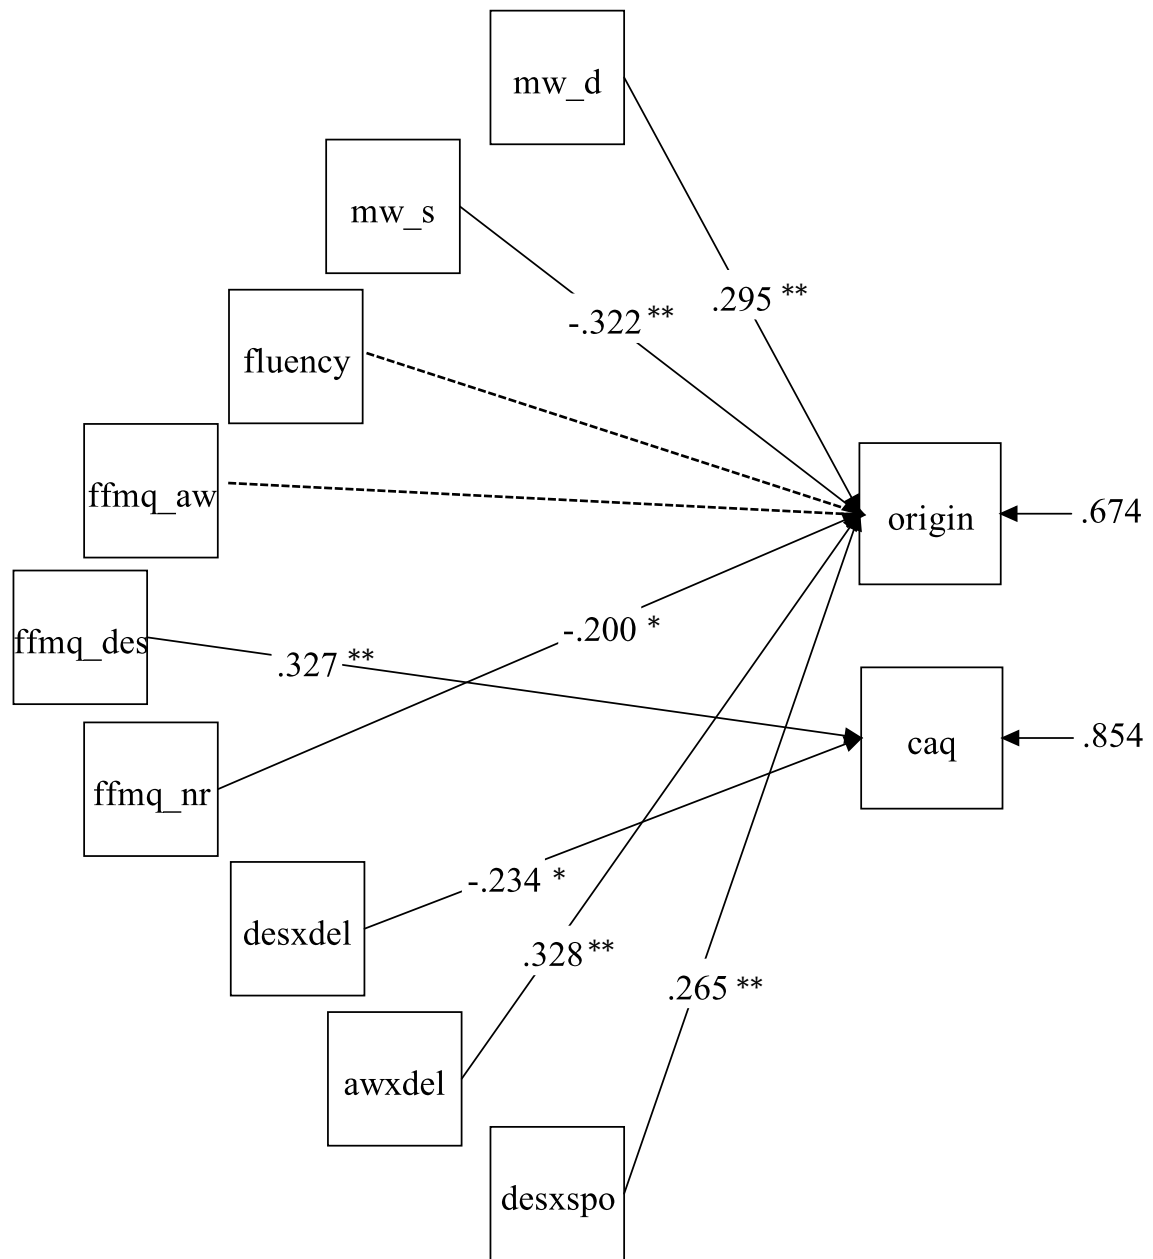 mw_d
mw_s
.295 **
-.322 **
fluency
ffmq_aw
origin
.674
-.200 *
ffmq_des
.327 **
caq
.854
ffmq_nr
-.234 *
desxdel
.328 **
.265 **
awxdel
desxspo